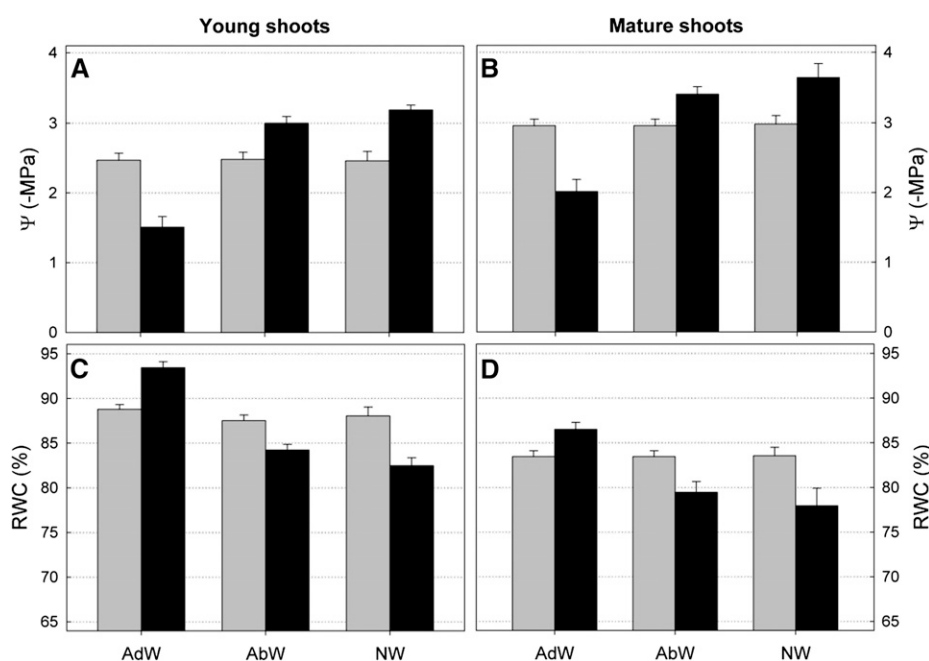 Young shoots
Mature shoots
A
B
4
3
2
1
0
Ψ (-MPa)
4
3
2
1
0
Ψ (-MPa)
C
D
95
90
85
80
75
70
65
RWC (%)
95
90
85
80
75
70
65
RWC (%)
AdW AbW NW
AdW AbW NW